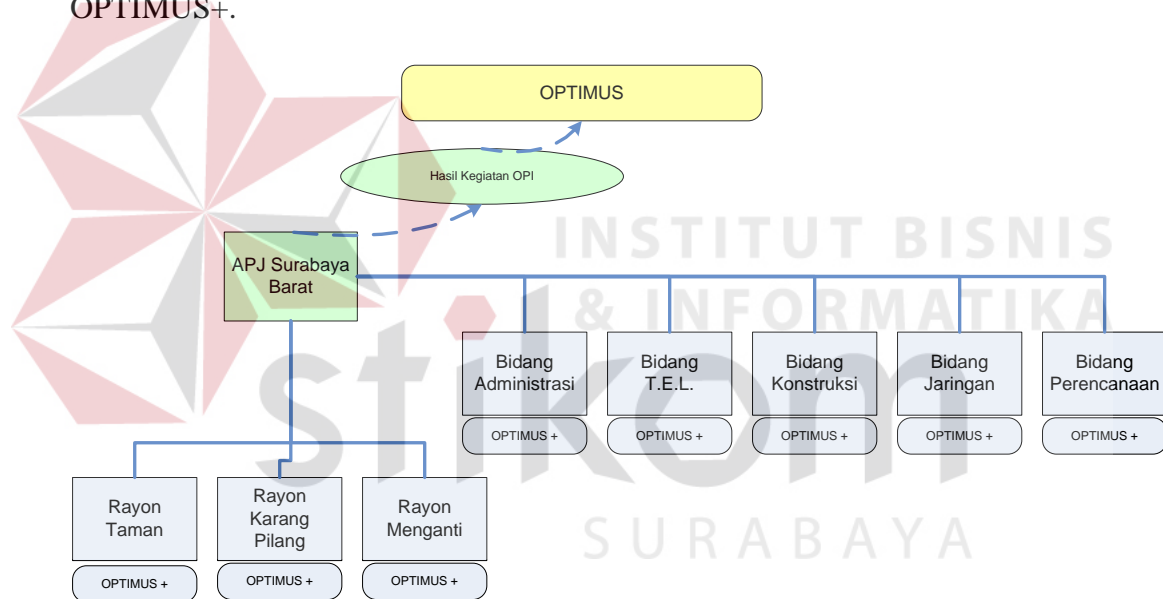 OPTIMUS+.
OPTIMUS
Hasil Kegiatan OPI
INSTITUT BISNIS
& INFORMATIKA
stikom
SURABAYA
APJ Surabaya
Barat
Bidang
Administrasi
OPTIMUS +
Bidang
T.E.L.
OPTIMUS +
Bidang
Konstruksi
OPTIMUS +
Bidang
Jaringan
OPTIMUS +
Bidang
Perencanaan
OPTIMUS +
Rayon
Taman
OPTIMUS +
Rayon
Karang
Pilang
OPTIMUS +
Rayon
Menganti
OPTIMUS +